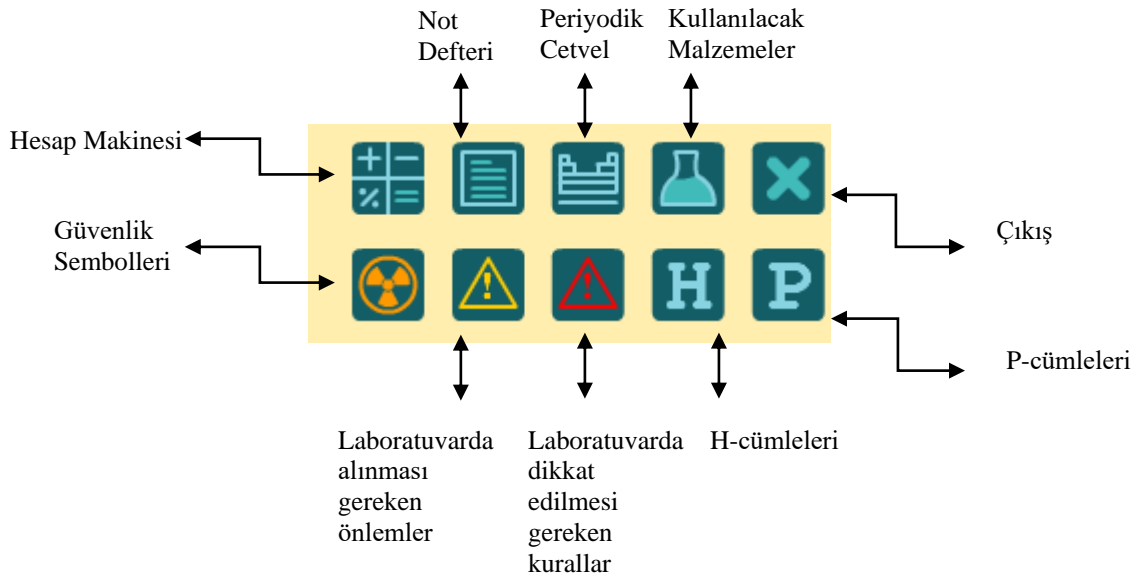 Not
Defteri
Periyodik
Cetvel
Kullanılacak
Malzemeler
Hesap Makinesi
Güvenlik
Sembolleri
Çıkış
H
P
P-cümleleri
Laboratuvarda
alınması
gereken
önlemler
Laboratuvarda
dikkat
edilmesi
gereken
kurallar
H-cümleleri